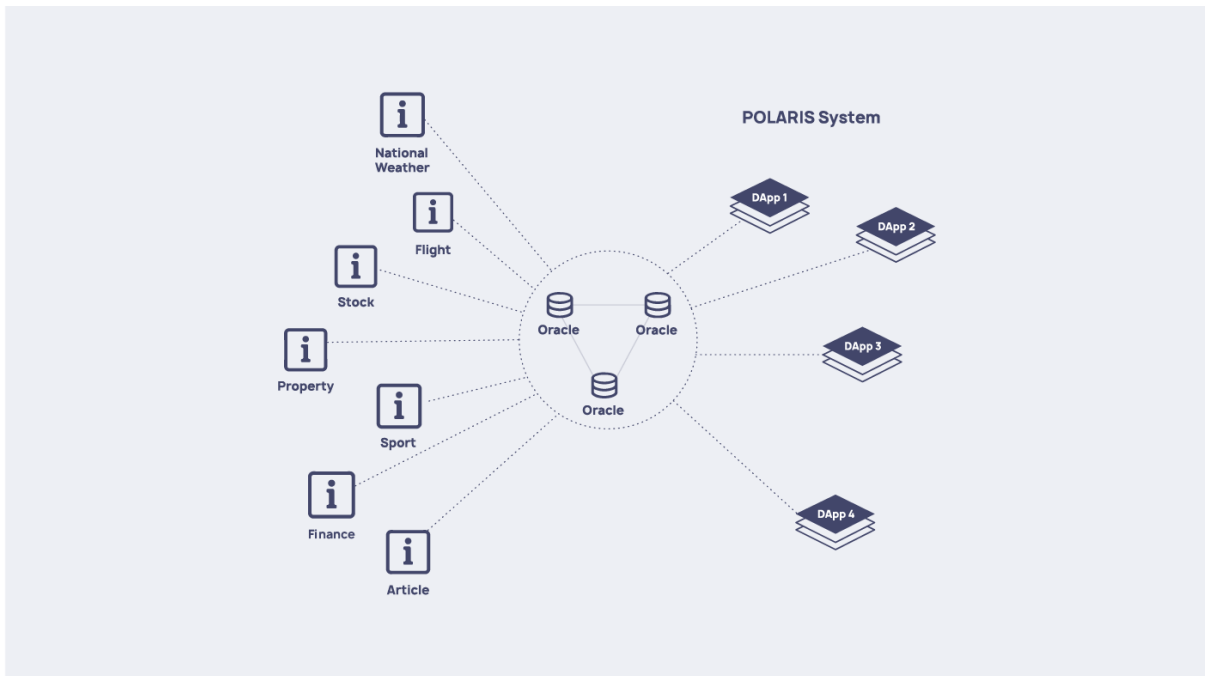 POLARIS System
National
Weather
Flight
Stock
Property
Sport
Finance
Article
Oracle
Oracle
Oracle
DApp 1
DApp 2
DApp 3
DApp 4